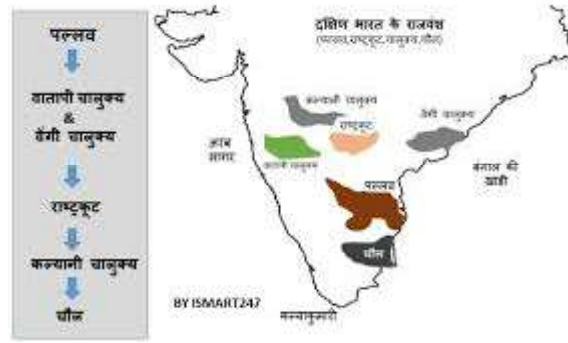 पल्लव
वातापी चालुक्य
&
वेंगी चालुक्य
राष्ट्रकूट
कल्यानी चालुक्य
चौल
दक्षिण भारत के राजवंश
(पल्लव,राष्ट्रकूट,चालुक्य,चौल)
कल्यानी चालुक्य
राष्ट्रकूट
वेंगी चालुक्य
अरब
सागर
वातापी चालुक्य
बंगाल की
खाडी
पल्लव
चौल
BY ISMART247
कन्याकुमारी